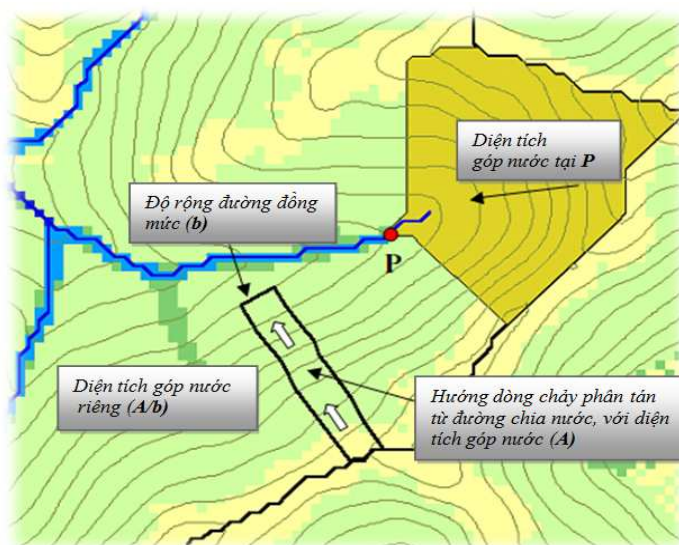 Diện tích
góp nước tại P
Độ rộng đường đồng
mức (b)
P
Diện tích góp nước
riêng (A/b)
Hướng dòng chảy phân tán
từ đường chia nước, với diện
tích góp nước (A)